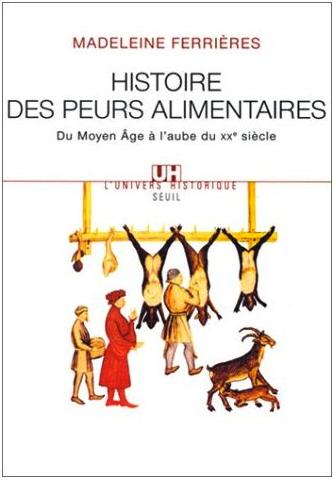 MADELEINE FERRIÈRES
HISTOIRE
DES PEURS ALIMENTAIRES
Du Moyen Âge à l'aube du XXe siècle
UH
L'UNIVERS HISTORIQUE
SEUIL